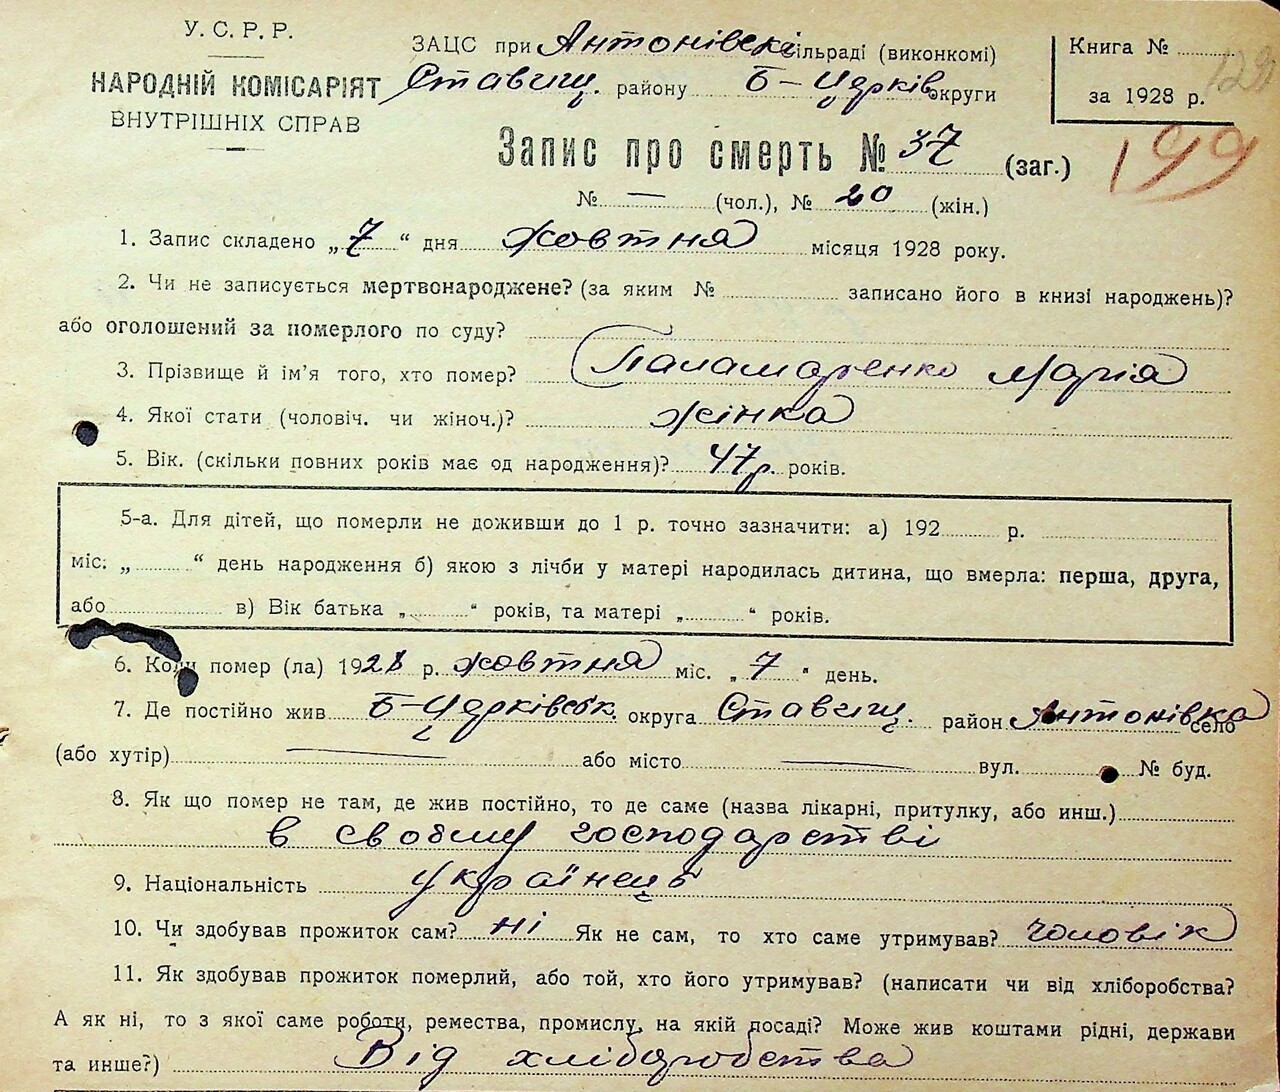 У. С. Р. Р.
НАРОДНІЙ КОМІСАРІЯТ
ВНУТРІШНІХ СПРАВ
ЗАЦС при Антонівскі сільраді (виконкомі)
Ставищ. району Б-Церків округи
Книга № 129
за 1928 р.
199
Запис про смерть № 37 (заг.)
№ — (чол.), № 20 (жін.)
1. Запис складено „7“ дня жовтня місяця 1928 року.
2. Чи не записується мертвонароджене? (за яким № записано його в книзі народжень)?
або оголошений за померлого по суду?
3. Прізвище й ім'я того, хто помер? Паламаренко Марія
4. Якої стати (чоловіч. чи жіноч.)? жінка
5. Вік. (скільки повних років має од народження)? 47 р. років.
5-а. Для дітей, що померли не доживши до 1 р. точно зазначити: а) 192 р.
міс. „ “ день народження б) якою з лічби у матері народилась дитина, що вмерла: перша, друга,
або в) Вік батька „ “ років, та матері „ “ років.
6. Коли помер (ла) 1928 р. жовтня міс. „7“ день.
7. Де постійно жив Б-Церківськ. округа Ставищ. район Антонівка село
(або хутір) — або місто — вул. № буд.
8. Як що помер не там, де жив постійно, то де саме (назва лікарні, притулку, або инш.)
в своєму господарстві
9. Національність українець
10. Чи здобував прожиток сам? ні Як не сам, то хто саме утримував? чоловік
11. Як здобував прожиток померлий, або той, хто його утримував? (написати чи від хліборобства?
А як ні, то з якої саме роботи, ремества, промислу, на якій посаді? Може жив коштами рідні, держави
та инше?) Від хліборобства